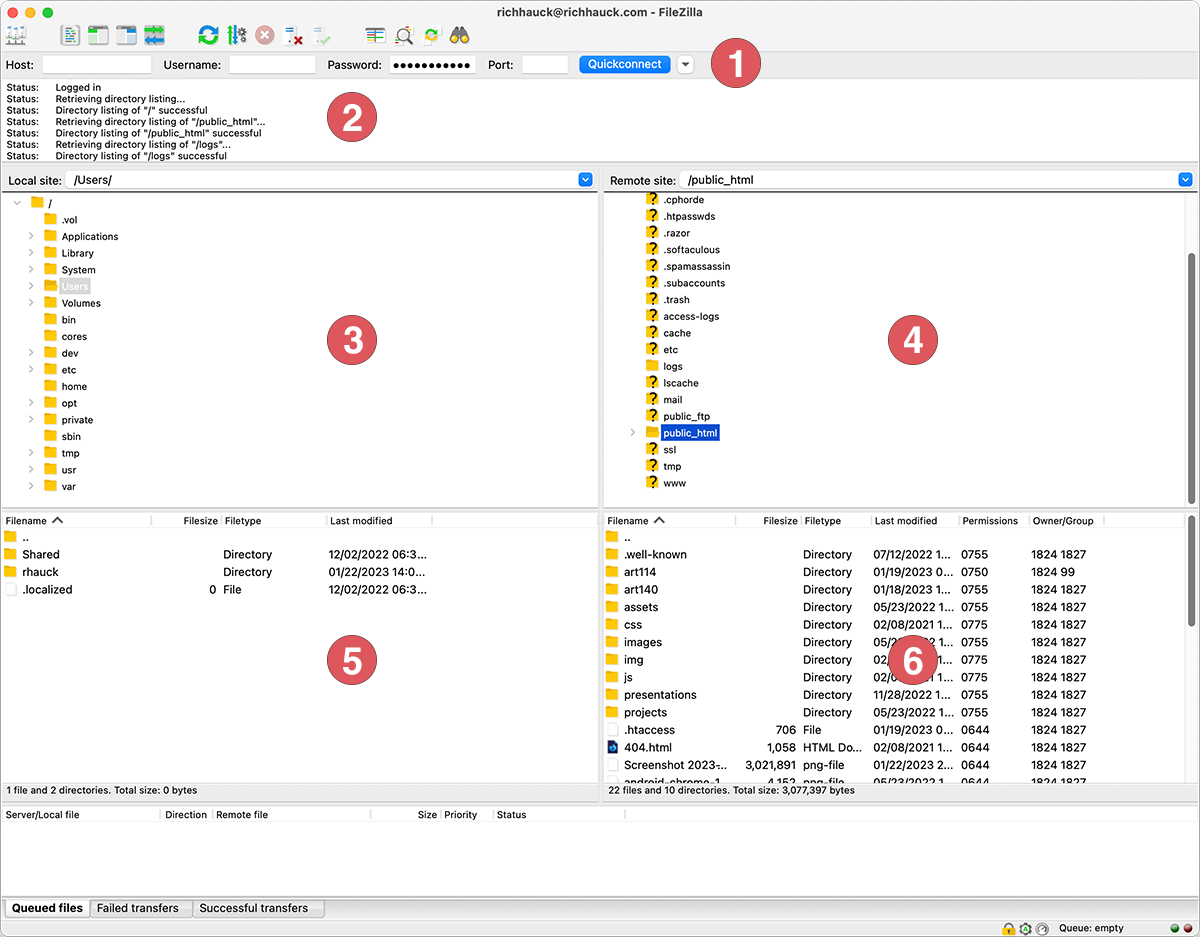 richhauck@richhauck.com - FileZilla
Host: Username: Password: ●●●●●●●●●●● Port: Quickconnect
1
Status: Logged in
Status: Retrieving directory listing...
Status: Directory listing of "/" successful
Status: Retrieving directory listing of "/public_html"...
Status: Directory listing of "/public_html" successful
Status: Retrieving directory listing of "/logs"...
Status: Directory listing of "/logs" successful
2
Local site: /Users/
/
.vol
Applications
Library
System
Users
Volumes
bin
cores
dev
etc
home
opt
private
sbin
tmp
usr
var
3
Remote site: /public_html
.cphorde
.htpasswds
.razor
.softaculous
.spamassassin
.subaccounts
.trash
access-logs
cache
etc
logs
lscache
mail
public_ftp
public_html
ssl
tmp
www
4
Filename Filesize Filetype Last modified
..
Shared Directory 12/02/2022 06:3...
rhauck Directory 01/22/2023 14:0...
.localized 0 File 12/02/2022 06:3...
5
1 file and 2 directories. Total size: 0 bytes
Filename Filesize Filetype Last modified Permissions Owner/Group
..
.well-known Directory 07/12/2022 1... 0755 1824 1827
art114 Directory 01/19/2023 0... 0750 1824 99
art140 Directory 01/18/2023 1... 0755 1824 1827
assets Directory 05/23/2022 1... 0755 1824 1827
css Directory 02/08/2021 1... 0775 1824 1827
images Directory 1... 0755 1824 1827
img Directory 1... 0775 1824 1827
js Directory 1... 0775 1824 1827
presentations Directory 11/28/2022 1... 0755 1824 1827
projects Directory 05/23/2022 1... 0755 1824 1827
.htaccess 706 File 01/19/2023 0... 0644 1824 1827
404.html 1,058 HTML Do... 02/08/2021 1... 0644 1824 1827
Screenshot 2023-... 3,021,891 png-file 01/22/2023 2... 0644 1824 1827
android-chrome-1... 4,152 png-file 05/23/2022 1... 0644 1824 1827
6
22 files and 10 directories. Total size: 3,077,397 bytes
Server/Local file Direction Remote file Size Priority Status
Queued files Failed transfers Successful transfers
Queue: empty